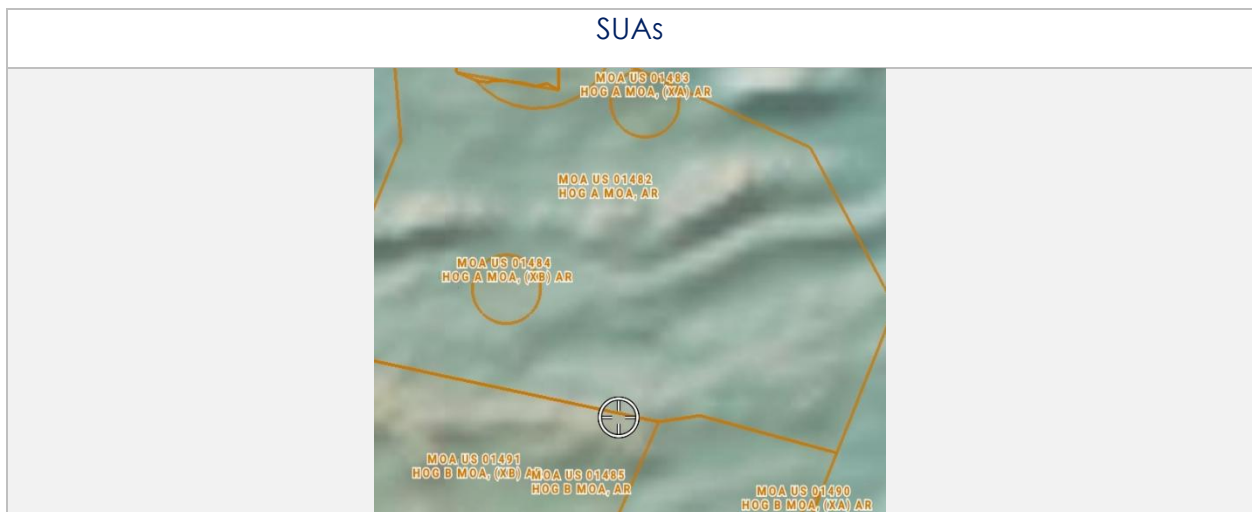 SUAs
MOA US 01483
HOG A MOA, (XA) AR
MOA US 01482
HOG A MOA, AR
MOA US 01484
HOG A MOA, (XB) AR
MOA US 01491
HOG B MOA, (XB)
MOA US 01485
HOG B MOA, AR
MOA US 01490
HOG B MOA, (XA) AR